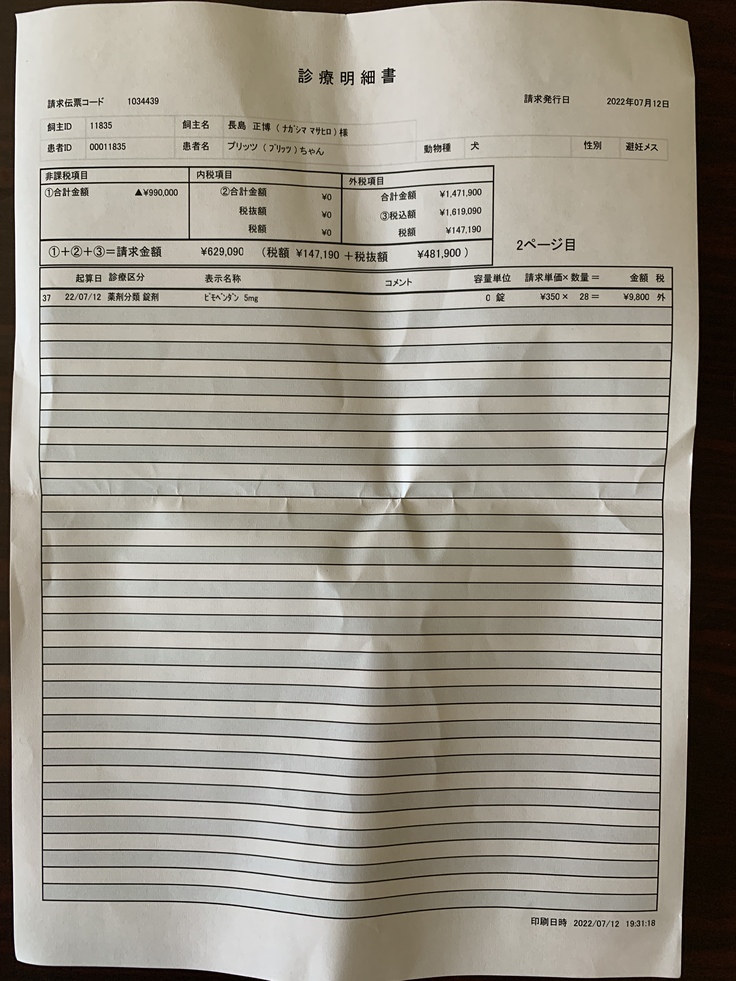 診療明細書
請求伝票コード 1034439 請求発行日 2022年07月12日
飼主ID 11835 飼主名 長島 正博 (ナガシマ マサヒロ) 様
患者ID 00011835 患者名 ブリッツ (ブリッツ) ちゃん 動物種 犬 性別 避妊メス
非課税項目 内税項目 外税項目
①合計金額 ▲¥990,000 ②合計金額 ¥0 合計金額 ¥1,471,900
税抜額 ¥0 ③税込額 ¥1,619,090
税額 ¥0 税額 ¥147,190
①+②+③=請求金額 ¥629,090 (税額 ¥147,190 +税抜額 ¥481,900 )
2ページ目
起算日 診療区分 表示名称 コメント 容量単位 請求単価× 数量 = 金額 税
37 22/07/12 薬剤分類 錠剤 ピモベンダン 5mg 0 錠 ¥350 × 28 = ¥9,800 外
印刷日時 2022/07/12 19:31:18